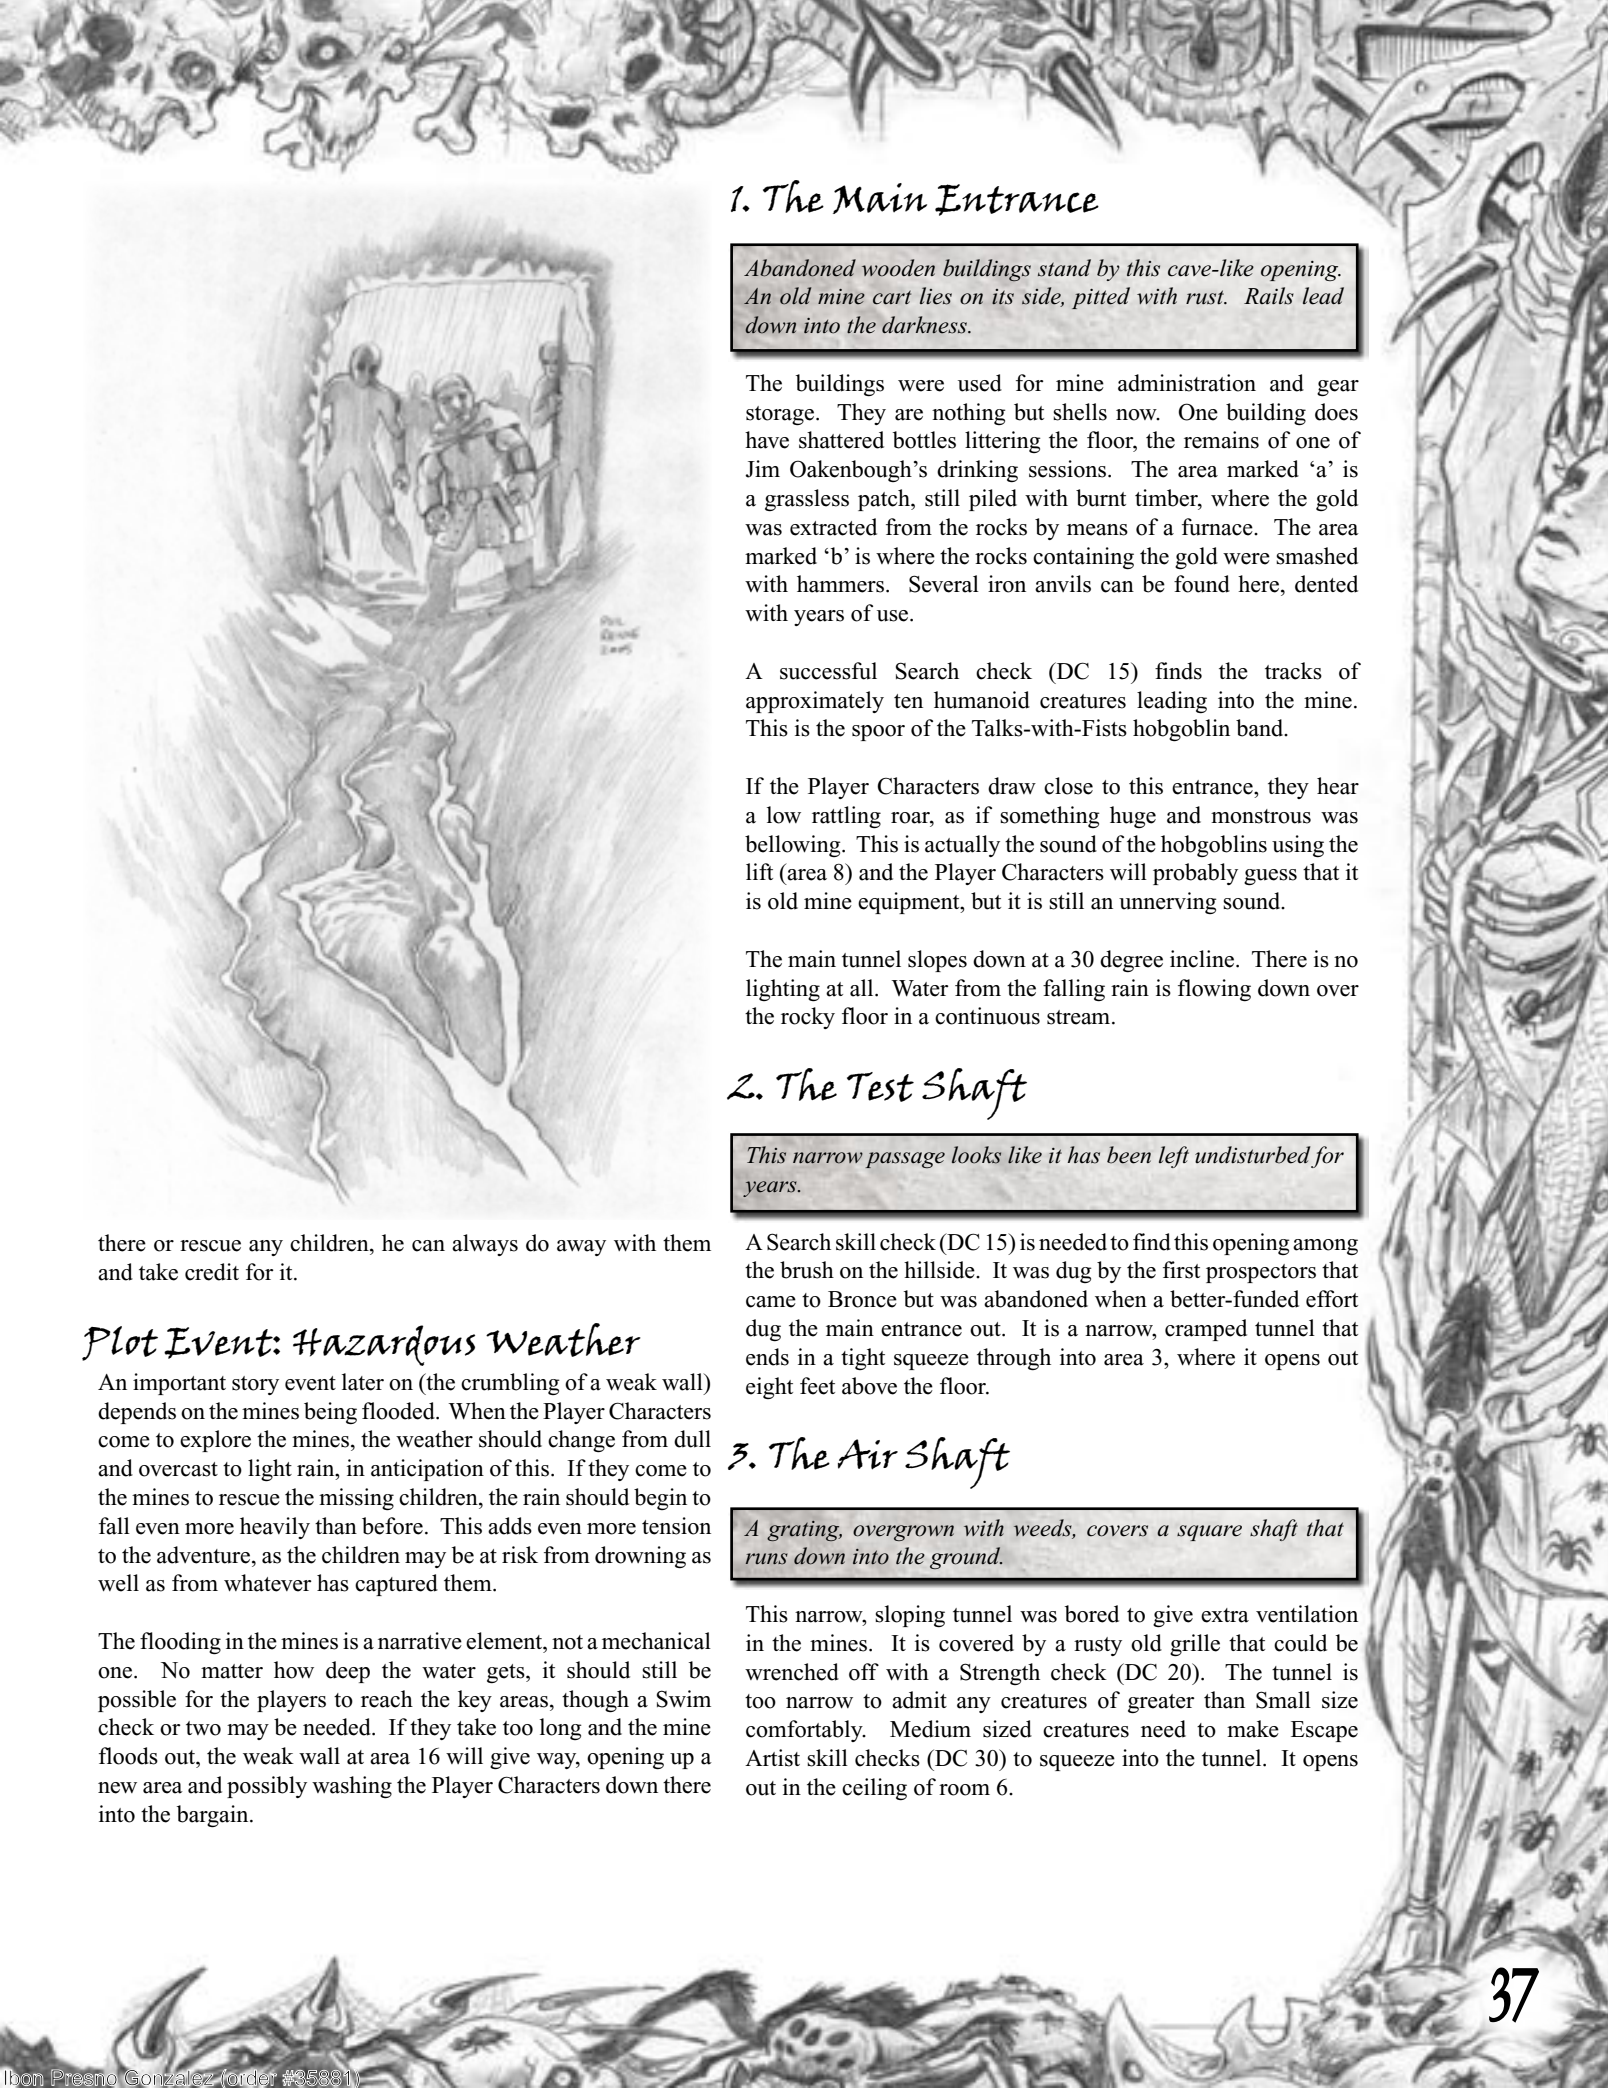 there or rescue any children, he can always do away with them
and take credit for it.
Plot Event: Hazardous Weather
An important story event later on (the crumbling of a weak wall)
depends on the mines being flooded. When the Player Characters
come to explore the mines, the weather should change from dull
and overcast to light rain, in anticipation of this. If they come to
the mines to rescue the missing children, the rain should begin to
fall even more heavily than before. This adds even more tension
to the adventure, as the children may be at risk from drowning as
well as from whatever has captured them.
The flooding in the mines is a narrative element, not a mechanical
one. No matter how deep the water gets, it should still be
possible for the players to reach the key areas, though a Swim
check or two may be needed. If they take too long and the mine
floods out, the weak wall at area 16 will give way, opening up a
new area and possibly washing the Player Characters down there
into the bargain.
1. The Main Entrance
Abandoned wooden buildings stand by this cave-like opening.
An old mine cart lies on its side, pitted with rust. Rails lead
down into the darkness.
The buildings were used for mine administration and gear
storage. They are nothing but shells now. One building does
have shattered bottles littering the floor, the remains of one of
Jim Oakenbough's drinking sessions. The area marked 'a' is
a grassless patch, still piled with burnt timber, where the gold
was extracted from the rocks by means of a furnace. The area
marked 'b' is where the rocks containing the gold were smashed
with hammers. Several iron anvils can be found here, dented
with years of use.
A successful Search check (DC 15) finds the tracks of
approximately ten humanoid creatures leading into the mine.
This is the spoor of the Talks-with-Fists hobgoblin band.
If the Player Characters draw close to this entrance, they hear
a low rattling roar, as if something huge and monstrous was
bellowing. This is actually the sound of the hobgoblins using the
lift (area 8) and the Player Characters will probably guess that it
is old mine equipment, but it is still an unnerving sound.
The main tunnel slopes down at a 30 degree incline. There is no
lighting at all. Water from the falling rain is flowing down over
the rocky floor in a continuous stream.
2. The Test Shaft
This narrow passage looks like it has been left undisturbed for
years.
A Search skill check (DC 15) is needed to find this opening among
the brush on the hillside. It was dug by the first prospectors that
came to Bronce but was abandoned when a better-funded effort
dug the main entrance out. It is a narrow, cramped tunnel that
ends in a tight squeeze through into area 3, where it opens out
eight feet above the floor.
3. The Air Shaft
A grating, overgrown with weeds, covers a square shaft that
runs down into the ground.
This narrow, sloping tunnel was bored to give extra ventilation
in the mines. It is covered by a rusty old grille that could be
wrenched off with a Strength check (DC 20). The tunnel is
too narrow to admit any creatures of greater than Small size
comfortably. Medium sized creatures need to make Escape
Artist skill checks (DC 30) to squeeze into the tunnel. It opens
out in the ceiling of room 6.
37
Ibon Presno Gonzalez (order #35881)